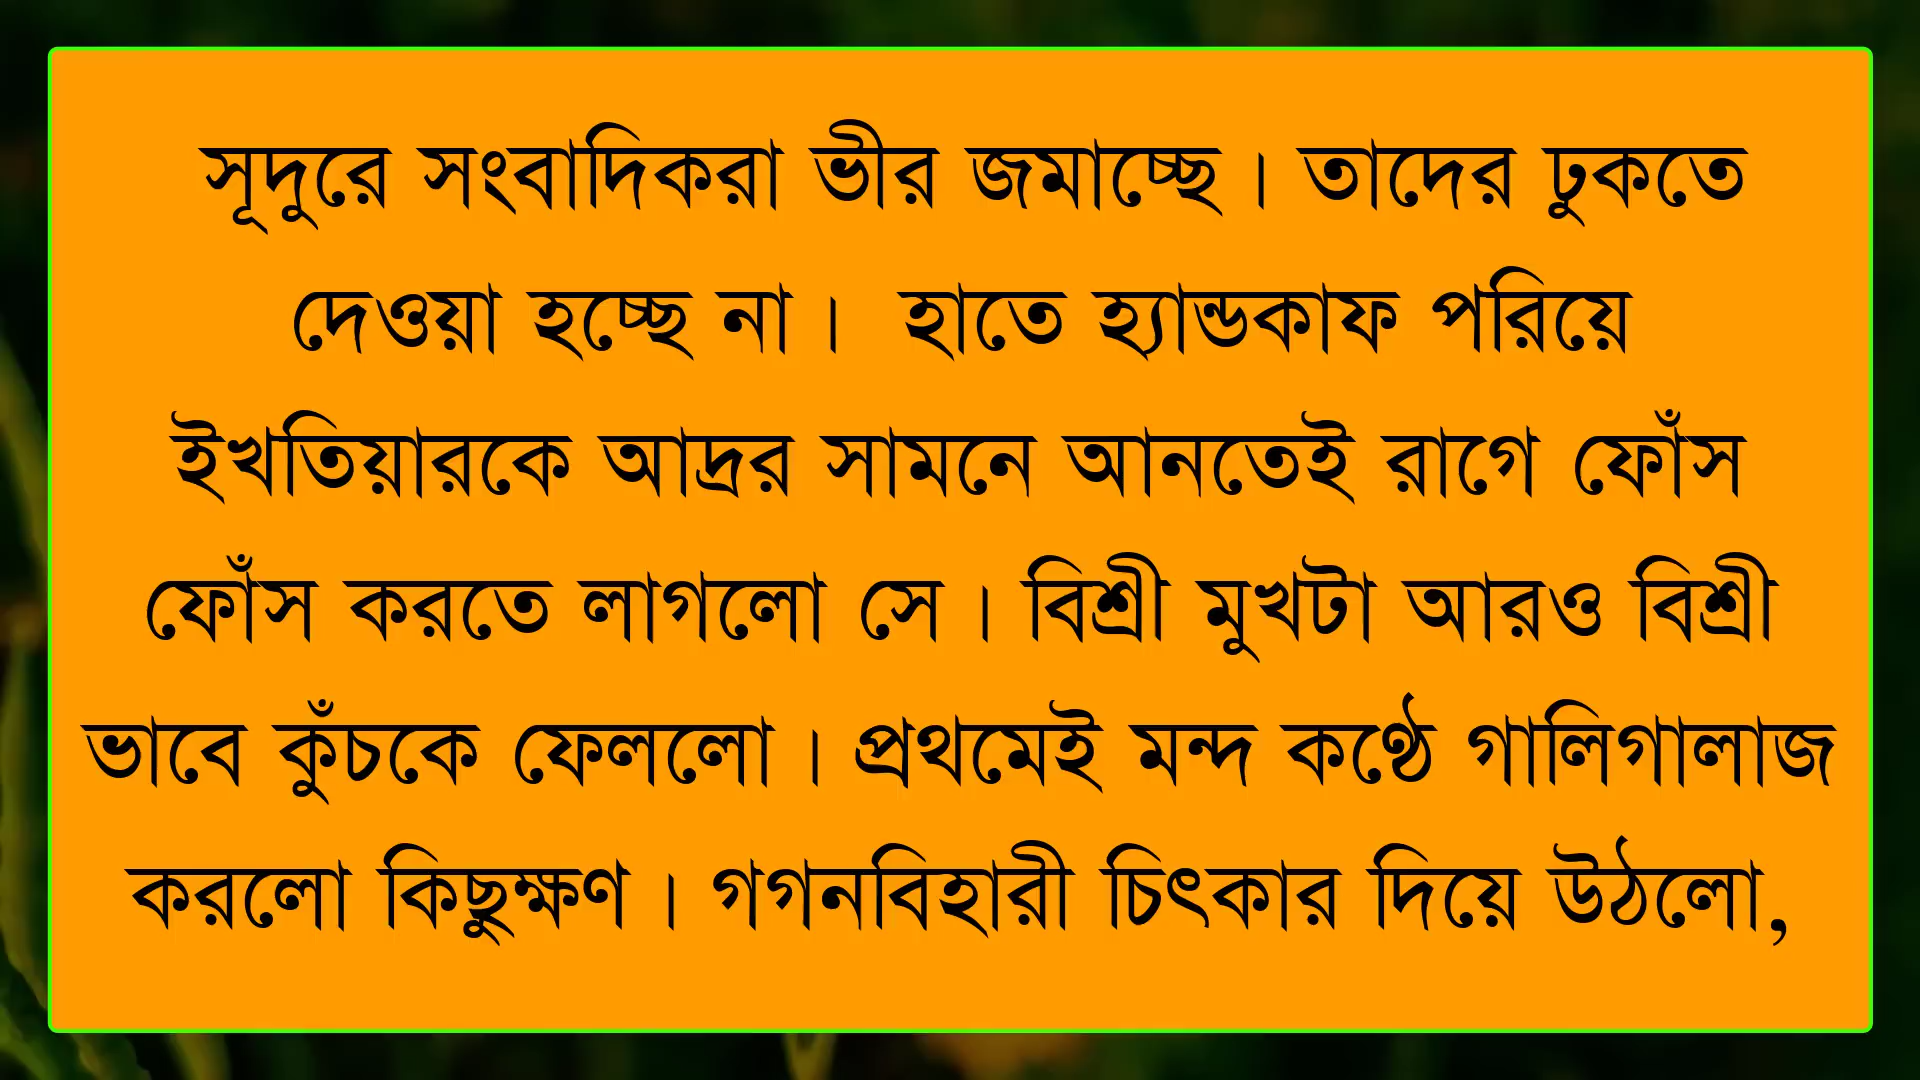 সূদুরে সংবাদিকরা ভীর জমাচ্ছে। তাদের ঢুকতে
দেওয়া হচ্ছে না। হাতে হ্যান্ডকাফ পরিয়ে
ইখতিয়ারকে আদ্রর সামনে আনতেই রাগে ফোঁস
ফোঁস করতে লাগলো সে। বিশ্রী মুখটা আরও বিশ্রী
ভাবে কুঁচকে ফেললো। প্রথমেই মন্দ কণ্ঠে গালিগালাজ
করলো কিছুক্ষণ। গগনবিহারী চিৎকার দিয়ে উঠলো,